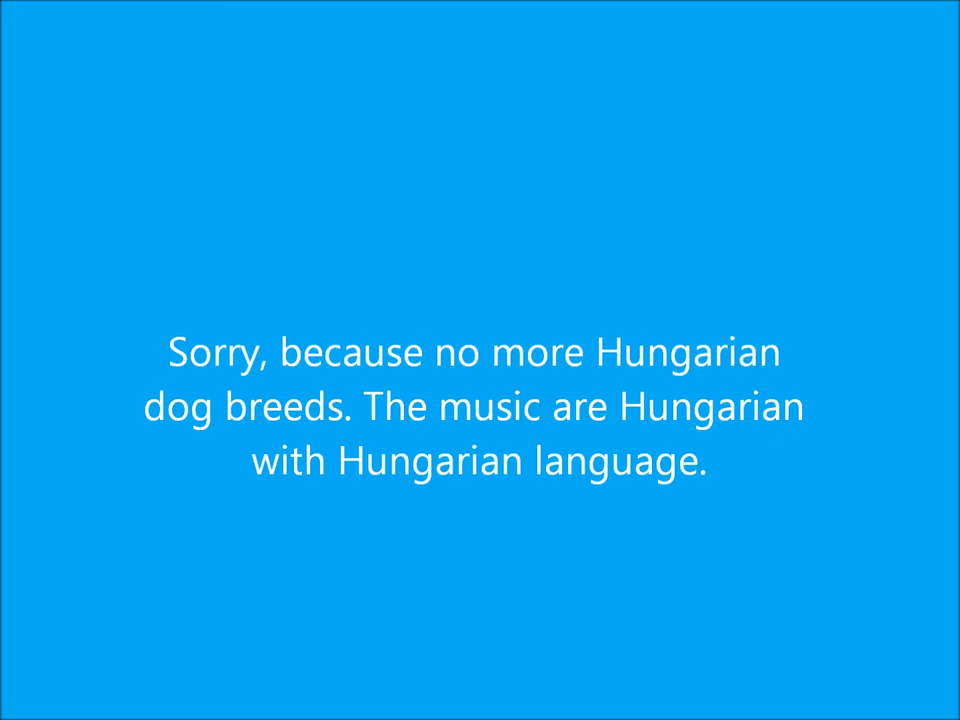 Sorry, because no more Hungarian
dog breeds. The music are Hungarian
with Hungarian language.